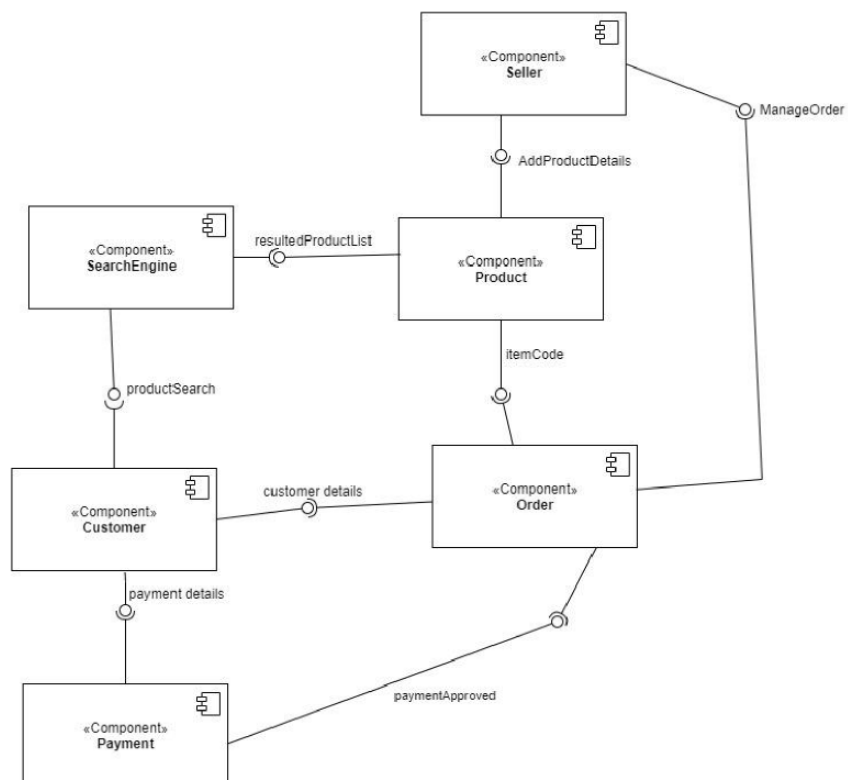 «Component»
Seller
ManageOrder
AddProductDetails
«Component»
SearchEngine
resultedProductList
«Component»
Product
itemCode
productSearch
«Component»
Customer
customer details
«Component»
Order
payment details
paymentApproved
«Component»
Payment